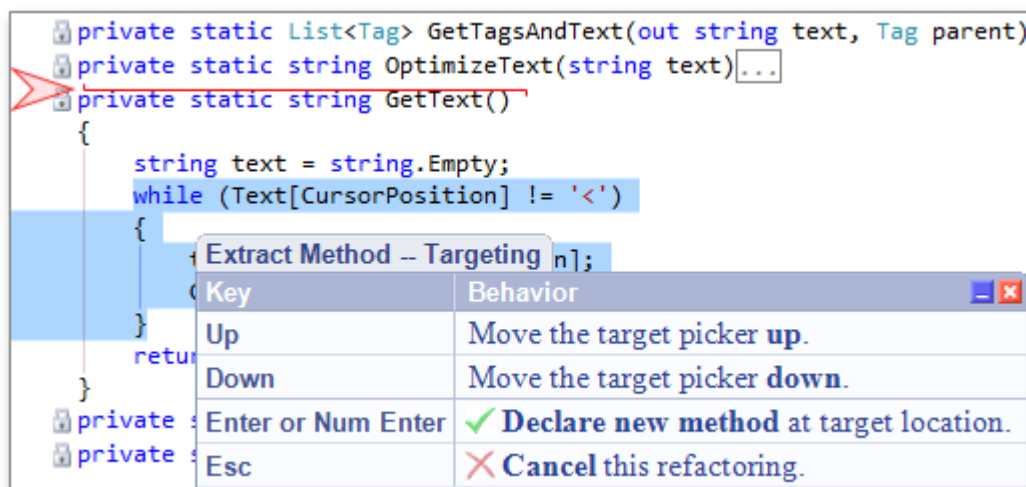 private static List<Tag> GetTagsAndText(out string text, Tag parent)
private static string OptimizeText(string text)...
private static string GetText()
{
string text = string.Empty;
while (Text[CursorPosition] != '<')
{
Extract Method -- Targeting n];
Key Behavior
}
Up Move the target picker up.
Down Move the target picker down.
}
private Enter or Num Enter Declare new method at target location.
private Esc Cancel this refactoring.